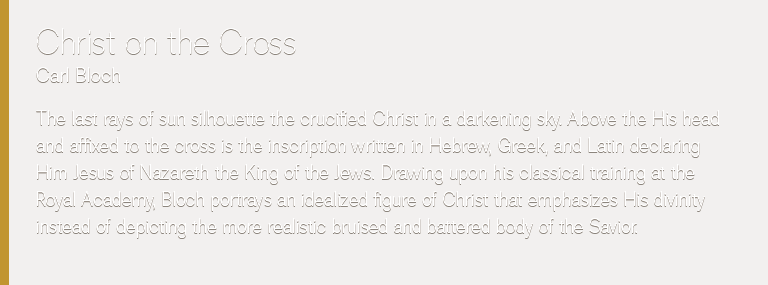 Christ on the Cross
Carl Bloch
The last rays of sun silhouette the crucified Christ in a darkening sky. Above the His head
and affixed to the cross is the inscription written in Hebrew, Greek, and Latin declaring
Him Jesus of Nazareth the King of the Jews. Drawing upon his classical training at the
Royal Academy, Bloch portrays an idealized figure of Christ that emphasizes His divinity
instead of depicting the more realistic bruised and battered body of the Savior.